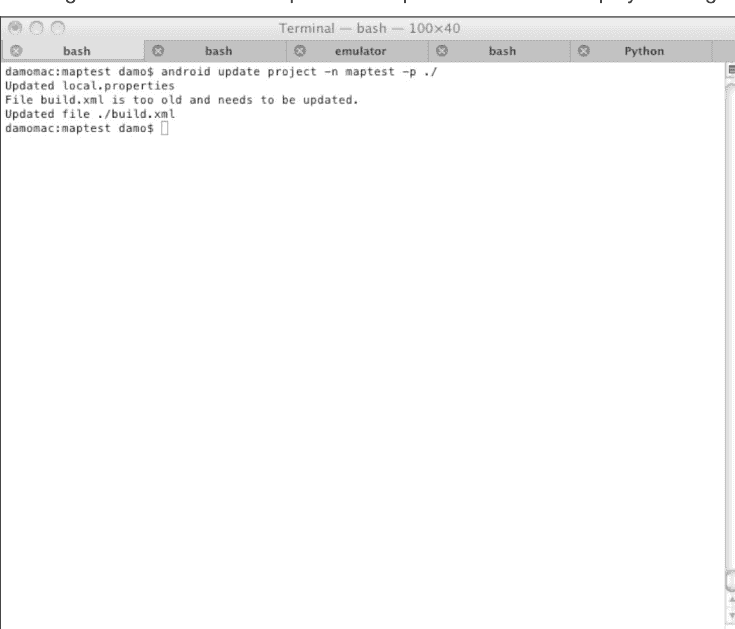 Terminal — bash — 100×40
bash bash emulator bash Python
damomac:maptest damo$ android update project -n maptest -p ./
Updated local.properties
File build.xml is too old and needs to be updated.
Updated file ./build.xml
damomac:maptest damo$